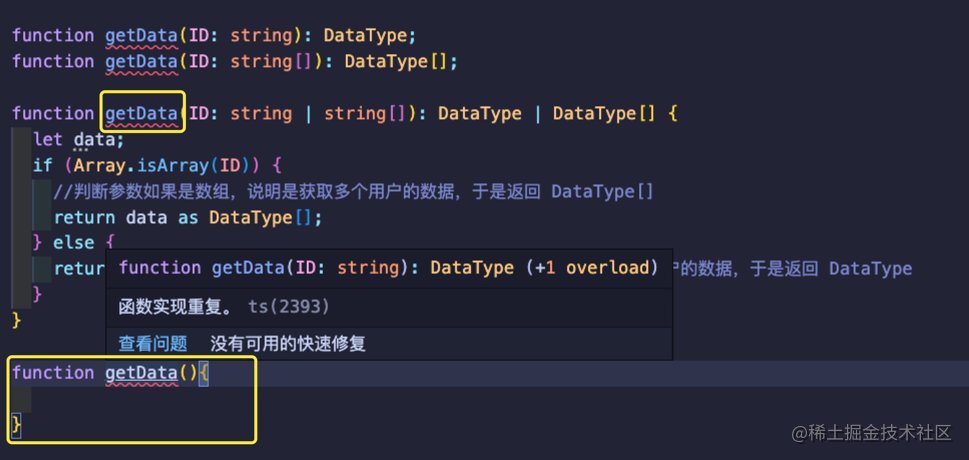 function getData(ID: string): DataType;
function getData(ID: string[]): DataType[];
function getData(ID: string | string[]): DataType | DataType[] {
let data;
if (Array.isArray(ID)) {
//判断参数如果是数组，说明是获取多个用户的数据，于是返回 DataType[]
return data as DataType[];
} else {
function getData(ID: string): DataType (+1 overload)
retur 户的数据，于是返回 DataType
函数实现重复。 ts(2393)
}
}
查看问题 没有可用的快速修复
function getData(){
}
@稀土掘金技术社区